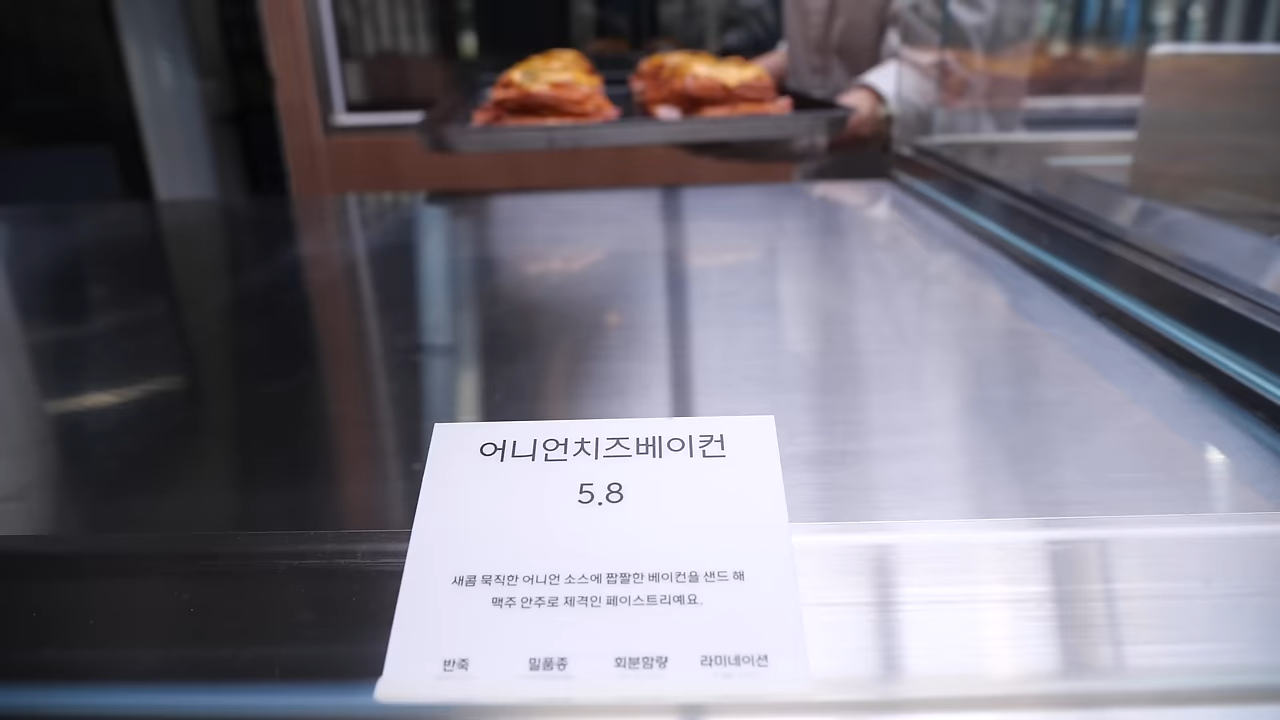 어니언치즈베이컨
5.8
새콤 묵직한 어니언 소스에 짭짤한 베이컨을 샌드 해
맥주 안주로 제격인 페이스트리예요.
반죽 밀품종 회분함량 라미네이션